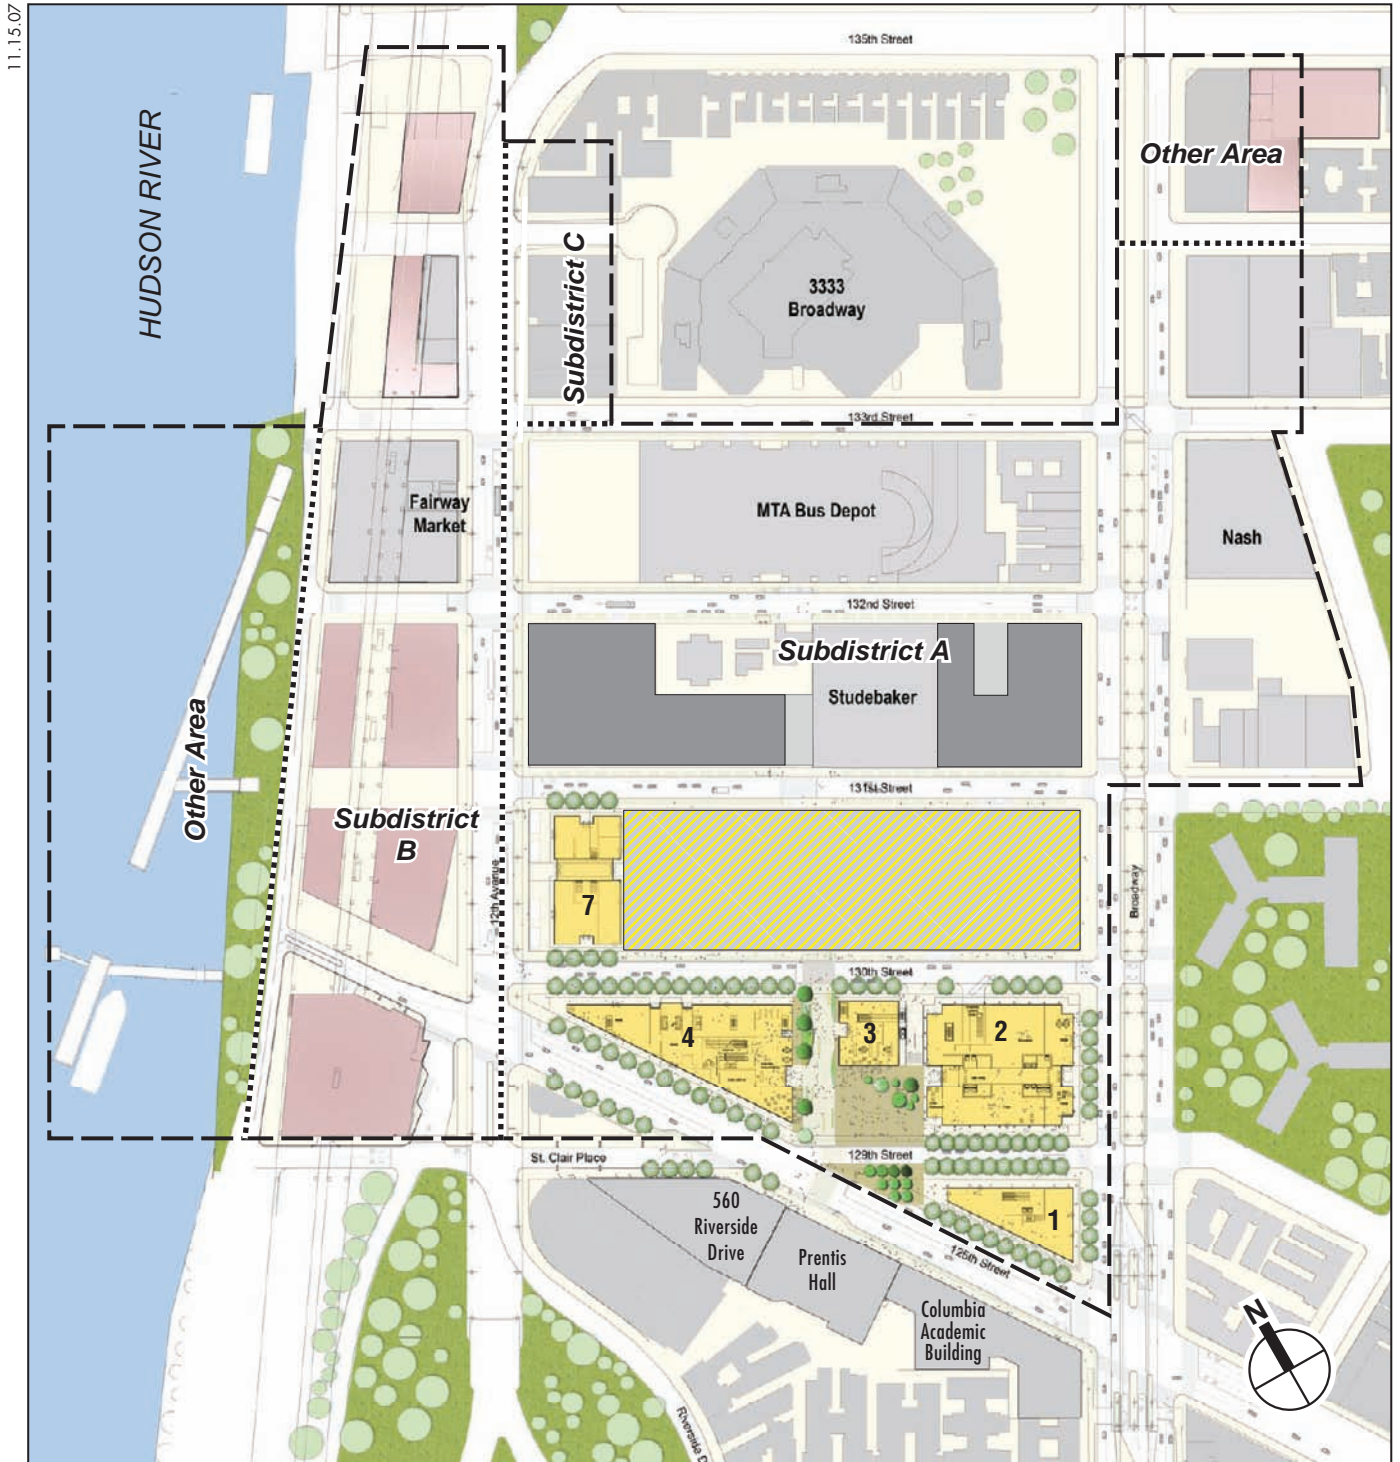 11.15.07
135th Street
HUDSON RIVER
Other Area
Subdistrict C
3333
Broadway
133rd Street
Fairway
Market
MTA Bus Depot
Nash
132nd Street
Subdistrict A
Studebaker
Other Area
131st Street
Subdistrict
B
12th Avenue
Broadway
7
130th Street
4
3
2
129th Street
St. Clair Place
1
560
Riverside
Drive
Prentis
Hall
125th Street
Columbia
Academic
Building
N
Riverside